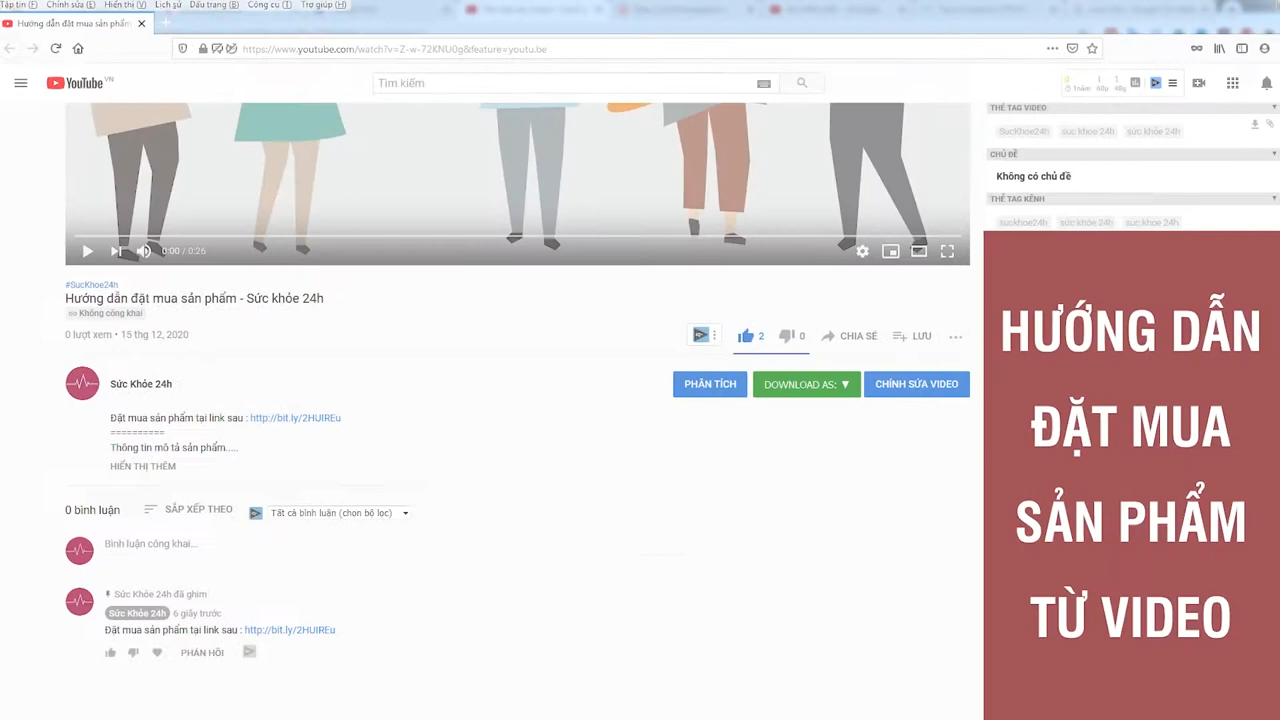 Tập tin (F) Chỉnh sửa (E) Hiển thị (V) Lịch sử Dấu trang (B) Công cụ (T) Trợ giúp (H)
Hướng dẫn đặt mua sản phẩm
https://www.youtube.com/watch?v=Z-w-72KNU0g&feature=youtu.be
YouTube VN
Tìm kiếm
1năm 60p 48g
THẺ TAG VIDEO
SucKhoe24h suc khoe 24h sức khỏe 24h
CHỦ ĐỀ
Không có chủ đề
THẺ TAG KÊNH
suckhoe24h sức khỏe 24h suc khoe 24h
0:00 / 0:26
#SucKhoe24h
Hướng dẫn đặt mua sản phẩm - Sức khỏe 24h
Không công khai
0 lượt xem • 15 thg 12, 2020
2 0 CHIA SẺ LƯU
Sức Khỏe 24h
PHÂN TÍCH DOWNLOAD AS: ▼ CHỈNH SỬA VIDEO
Đặt mua sản phẩm tại link sau : http://bit.ly/2HUIREu
==========
Thông tin mô tả sản phẩm.....
HIỂN THỊ THÊM
0 bình luận SẮP XẾP THEO Tất cả bình luận (chọn bộ lọc)
Bình luận công khai...
Sức Khỏe 24h đã ghim
Sức Khỏe 24h 6 giây trước
Đặt mua sản phẩm tại link sau : http://bit.ly/2HUIREu
PHẢN HỒI
HƯỚNG DẪN
ĐẶT MUA
SẢN PHẨM
TỪ VIDEO